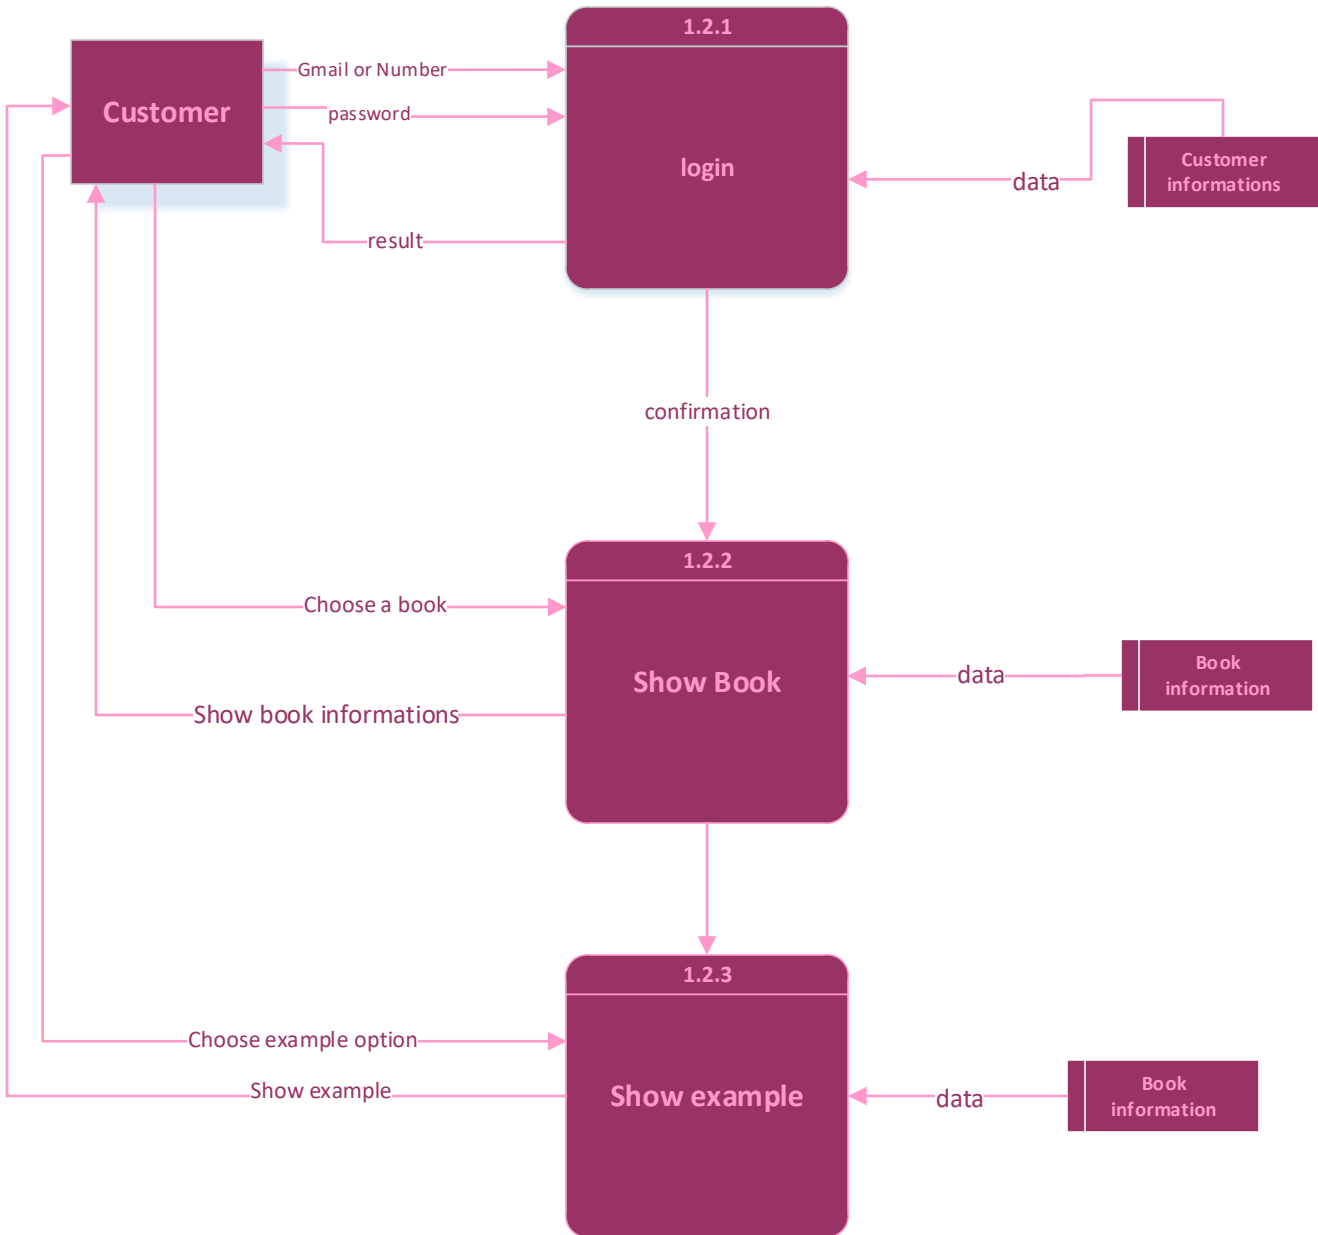 1.2.1
Gmail or Number
Customer
password
login
Customer
informations
data
result
confirmation
1.2.2
Choose a book
Show Book
Book
information
data
Show book informations
1.2.3
Choose example option
Show example
Show example
Book
information
data